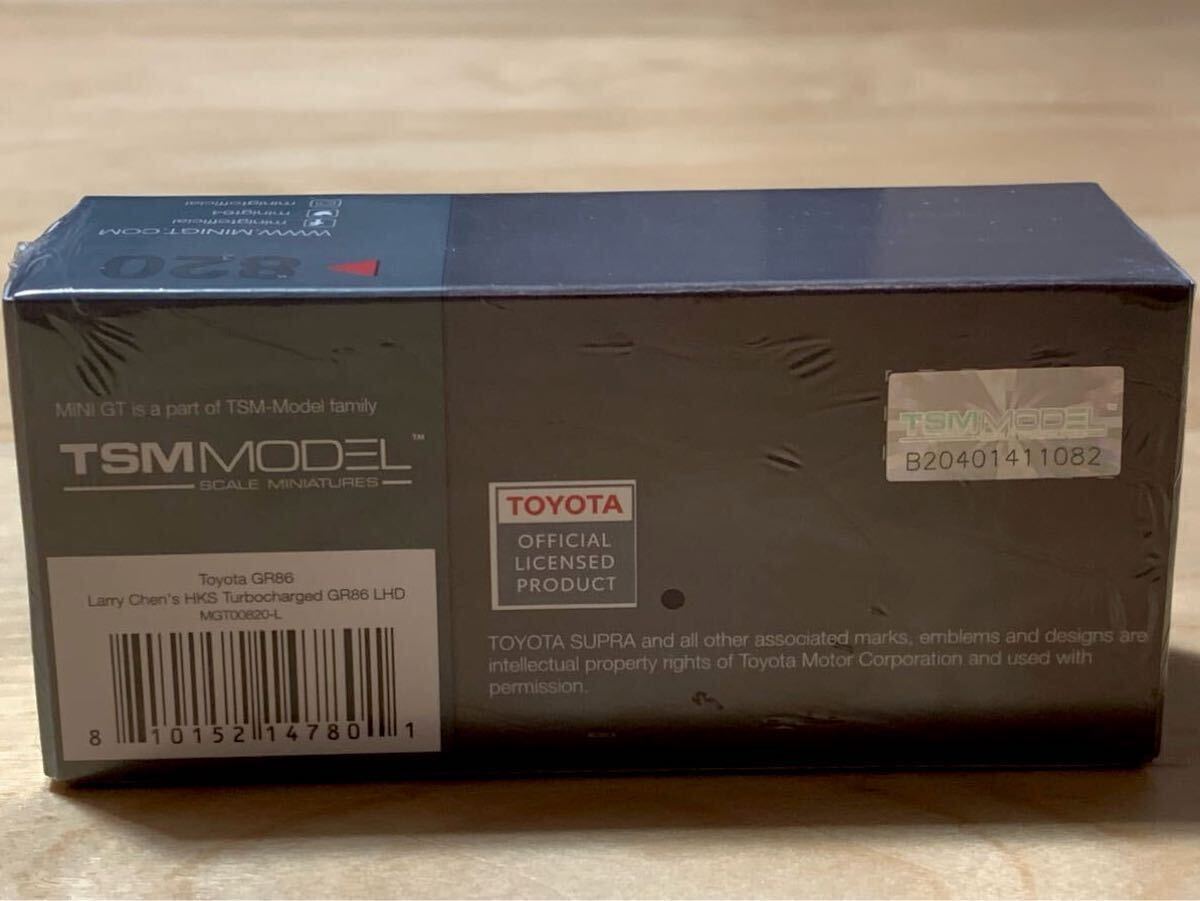 minigtofficial
minigt64
minigtofficial
WWW.MINIGT.COM
820
MINI GT is a part of TSM-Model family
TSMMODEL™
SCALE MINIATURES
Toyota GR86
Larry Chen's HKS Turbocharged GR86 LHD
MGT00820-L
8 10152 14780 1
TOYOTA
OFFICIAL
LICENSED
PRODUCT
TOYOTA SUPRA and all other associated marks, emblems and designs are
intellectual property rights of Toyota Motor Corporation and used with
permission.
TSMMODEL
B20401411082